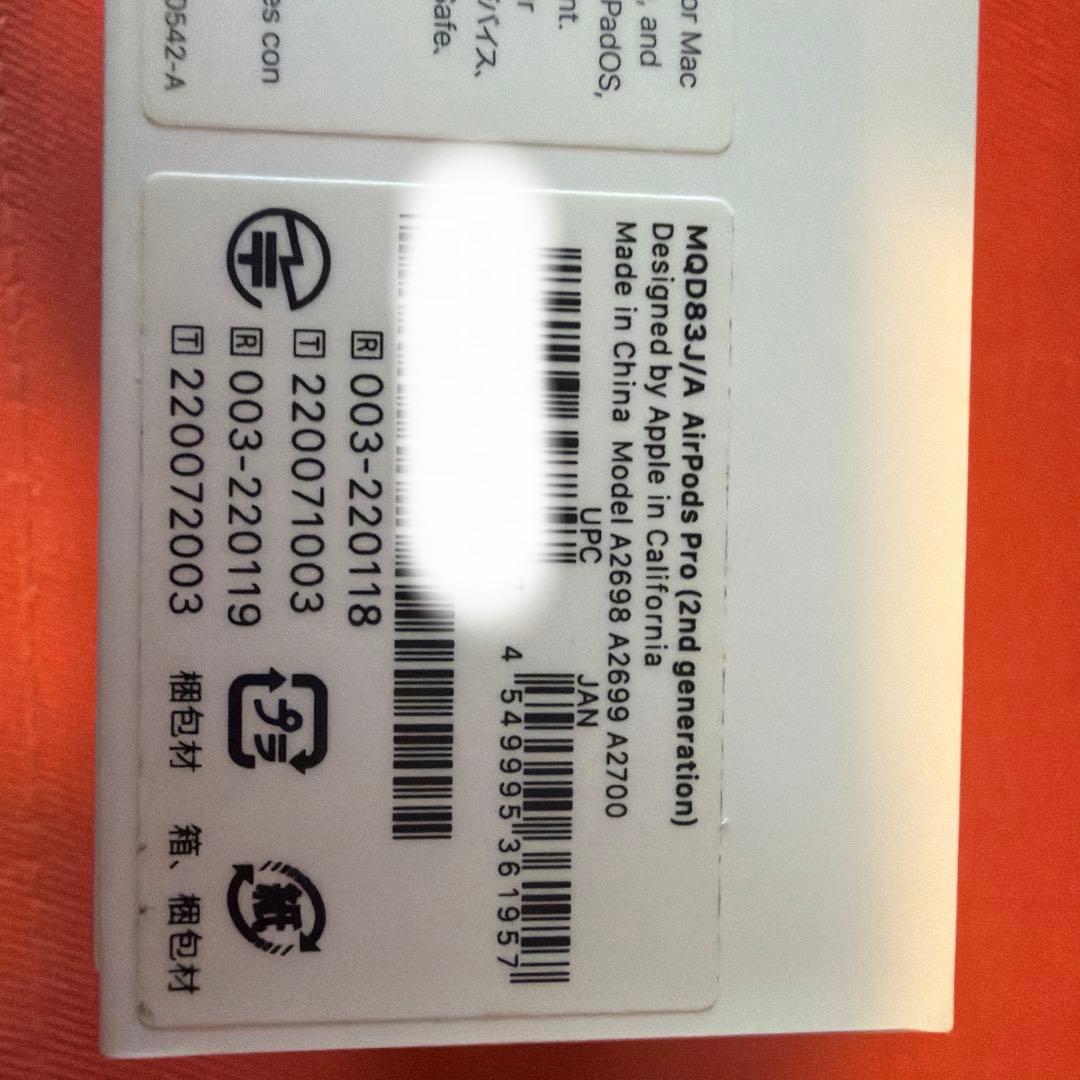 or Mac
, and
PadOS,
r
nt.
バイス、
Safe、
es con
0542-A
MQD83J/A AirPods Pro (2nd generation)
Designed by Apple in California
Made in China Model A2698 A2699 A2700
UPC
JAN
7
4 549995 361957
R 003-220118
T 220071003
R 003-220119
T 220072003
プラ
紙
梱包材 箱、梱包材